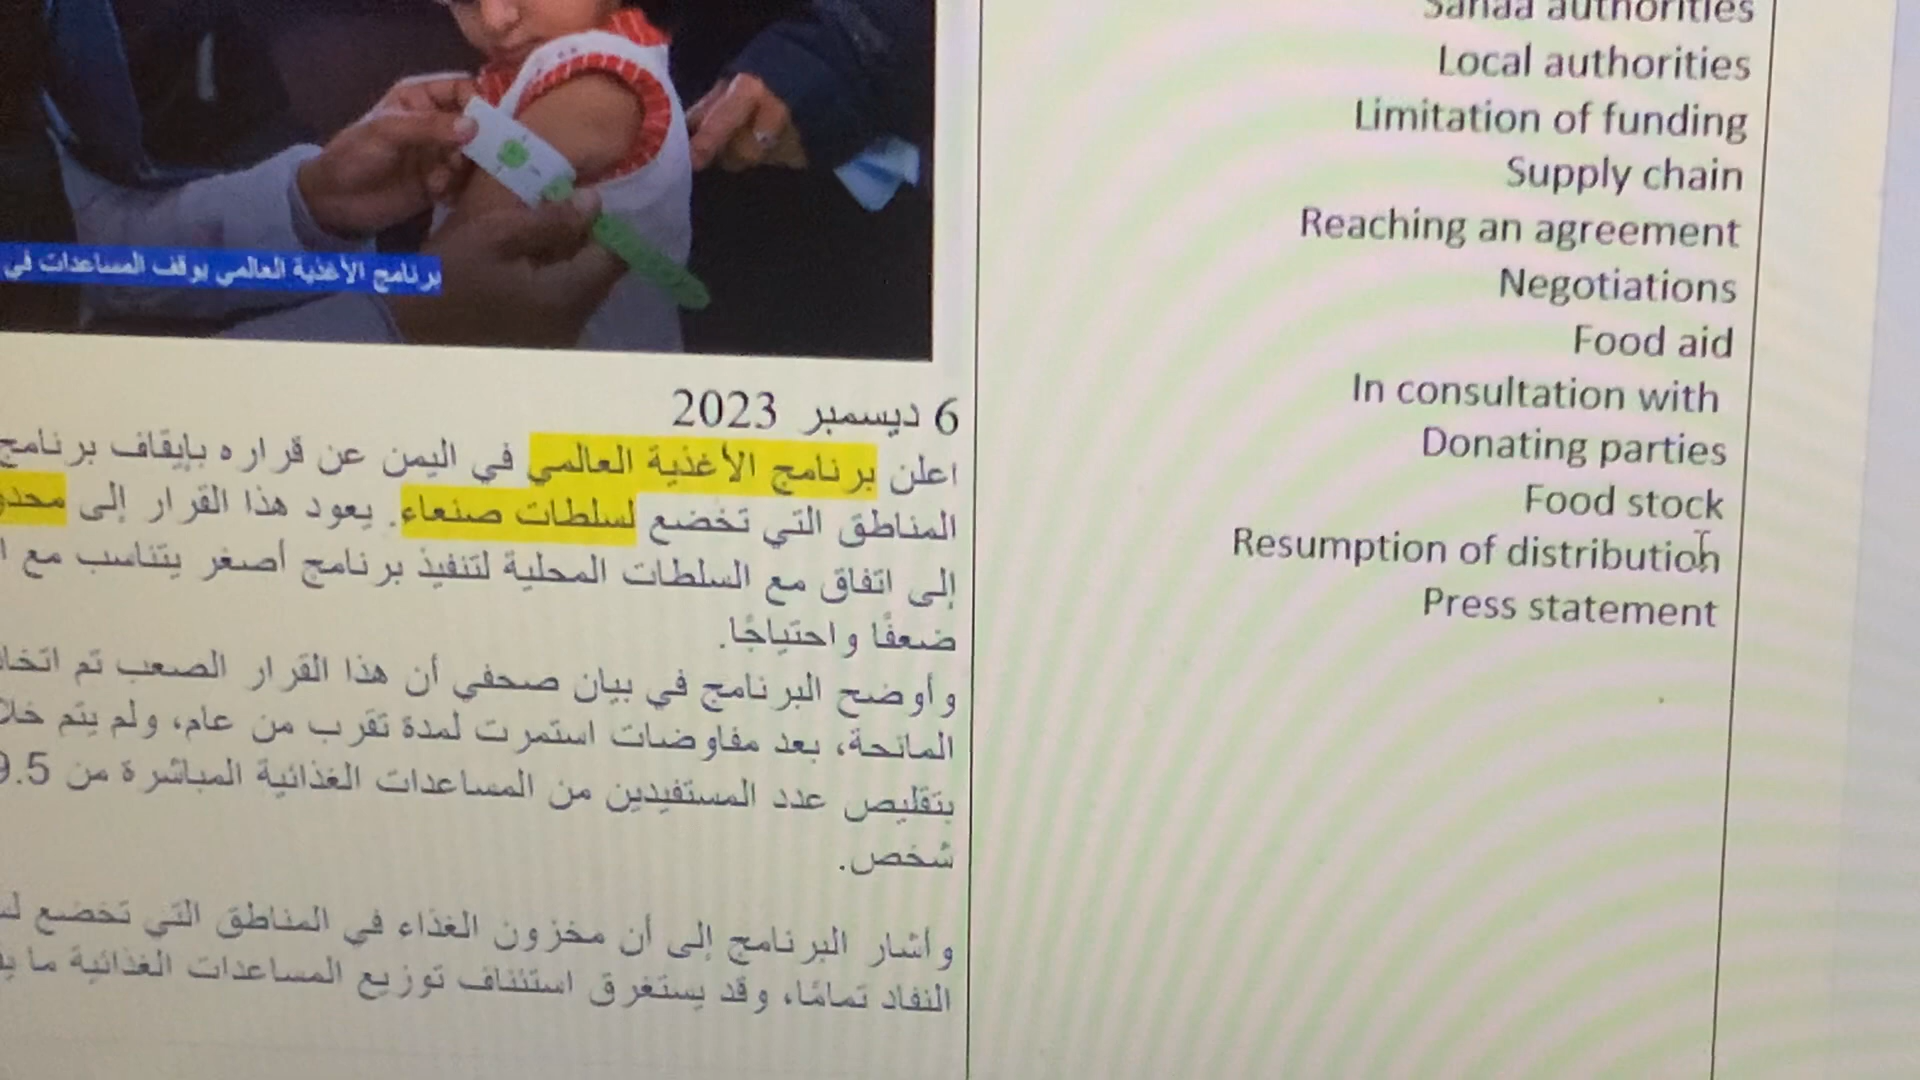 Sanaa authorities
Local authorities
Limitation of funding
Supply chain
Reaching an agreement
Negotiations
Food aid
In consultation with
Donating parties
Food stock
Resumption of distribution
Press statement
برنامج الأغذية العالمي يوقف المساعدات في
6 ديسمبر 2023
اعلن برنامج الأغذية العالمي في اليمن عن قراره بإيقاف برنامج
المناطق التي تخضع لسلطات صنعاء. يعود هذا القرار إلى
إلى اتفاق مع السلطات المحلية لتنفيذ برنامج أصغر يتناسب مع
ضعفًا واحتياجًا.
وأوضح البرنامج في بيان صحفي أن هذا القرار الصعب تم
المانحة، بعد مفاوضات استمرت لمدة تقرب من عام، ولم يتم
بتقليص عدد المستفيدين من المساعدات الغذائية المباشرة من 9.5
شخص.
وأشار البرنامج إلى أن مخزون الغذاء في المناطق التي تخضع
النفاد تمامًا، وقد يستغرق استئناف توزيع المساعدات الغذائية ما